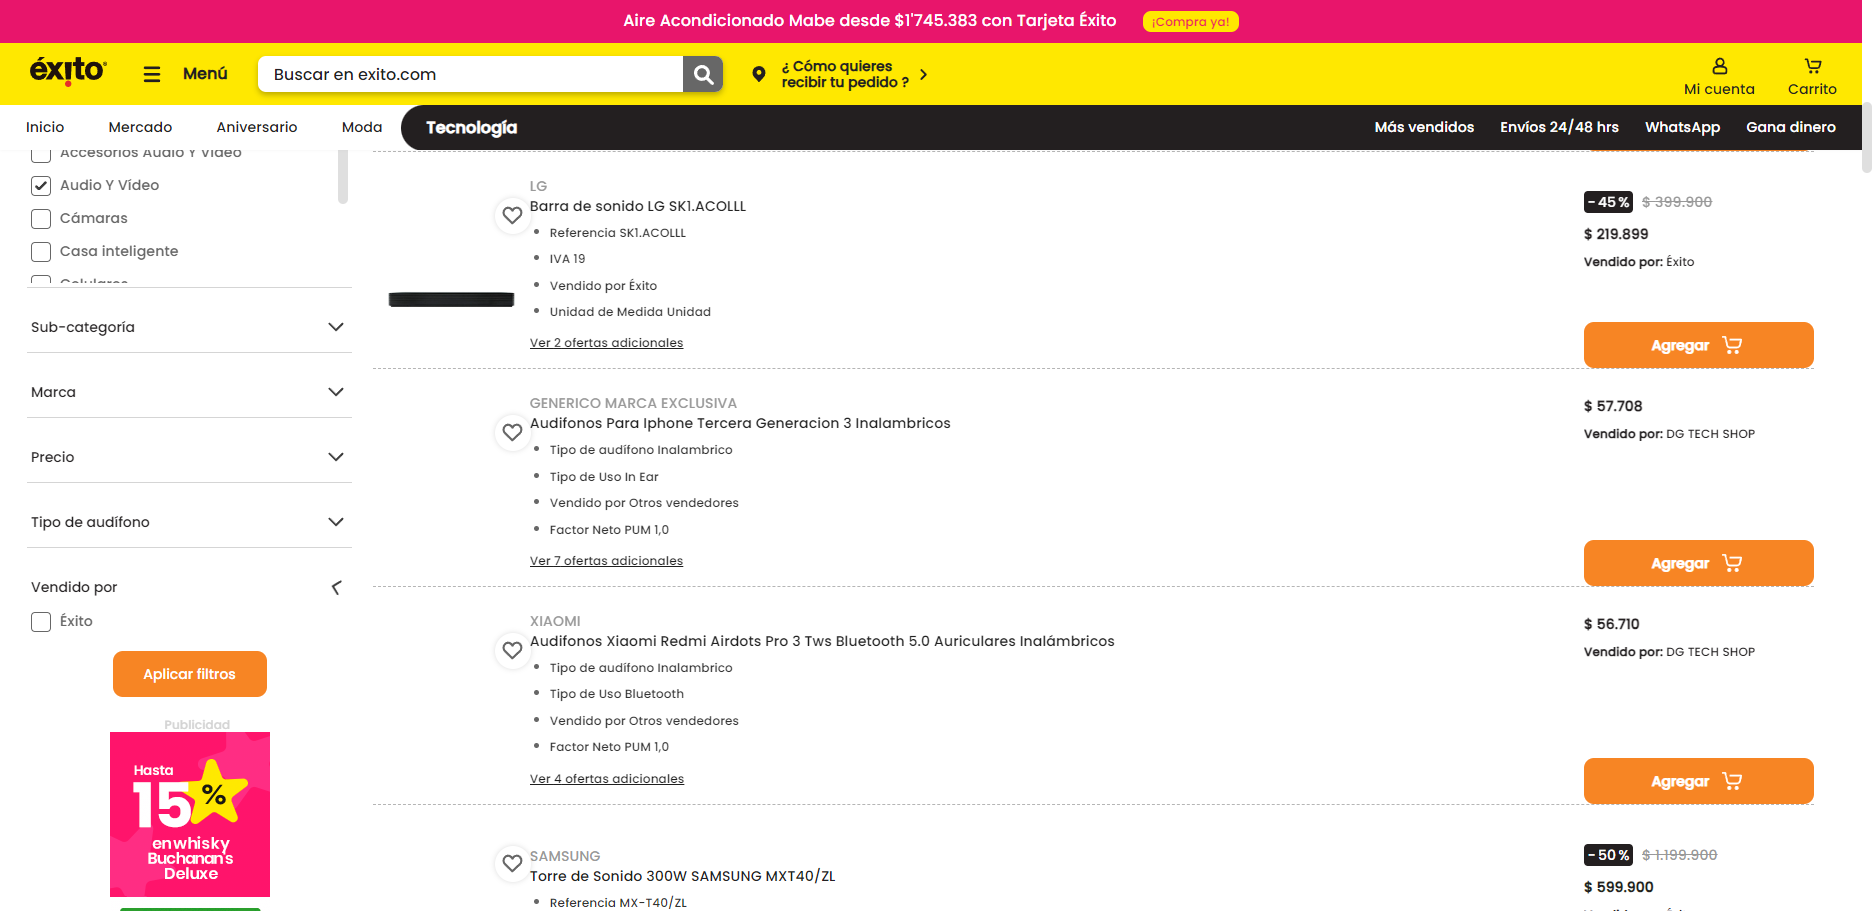 Aire Acondicionado Mabe desde $1'745.383 con Tarjeta Éxito
¡Compra ya!
éxito
Menú
Buscar en exito.com
¿ Cómo quieres
recibir tu pedido ?
Mi cuenta
Carrito
Inicio
Mercado
Aniversario
Moda
Tecnología
Más vendidos
Envíos 24/48 hrs
WhatsApp
Gana dinero
Accesorios Audio Y Video
Audio Y Vídeo
Cámaras
Casa inteligente
Celulares
Sub-categoría
Marca
Precio
Tipo de audífono
Vendido por
Éxito
Aplicar filtros
Publicidad
Hasta
15%
en whisky
Buchanan's
Deluxe
LG
Barra de sonido LG SK1.ACOLLL
Referencia SK1.ACOLLL
IVA 19
Vendido por Éxito
Unidad de Medida Unidad
Ver 2 ofertas adicionales
-45%
$ 399.900
$ 219.899
Vendido por: Éxito
Agregar
GENERICO MARCA EXCLUSIVA
Audifonos Para Iphone Tercera Generacion 3 Inalambricos
Tipo de audífono Inalambrico
Tipo de Uso In Ear
Vendido por Otros vendedores
Factor Neto PUM 1,0
Ver 7 ofertas adicionales
$ 57.708
Vendido por: DG TECH SHOP
Agregar
XIAOMI
Audifonos Xiaomi Redmi Airdots Pro 3 Tws Bluetooth 5.0 Auriculares Inalámbricos
Tipo de audífono Inalambrico
Tipo de Uso Bluetooth
Vendido por Otros vendedores
Factor Neto PUM 1,0
Ver 4 ofertas adicionales
$ 56.710
Vendido por: DG TECH SHOP
Agregar
SAMSUNG
Torre de Sonido 300W SAMSUNG MXT40/ZL
Referencia MX-T40/ZL
-50%
$ 1.199.900
$ 599.900